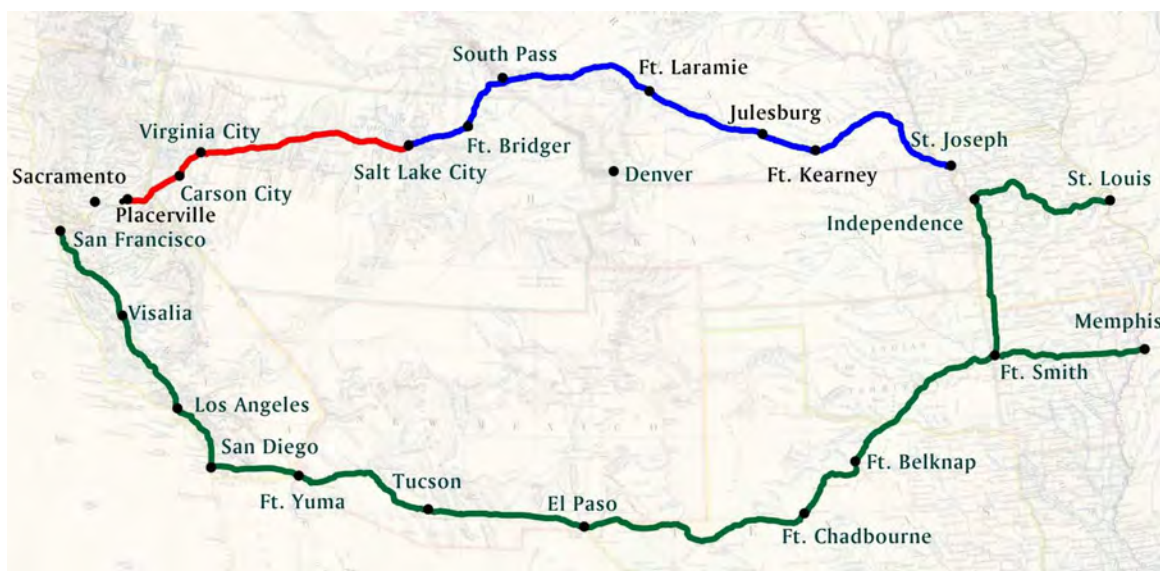 South Pass
Ft. Laramie
Julesburg
Virginia City
St. Joseph
Ft. Bridger
Salt Lake City
Ft. Kearney
Denver
Sacramento
Carson City
St. Louis
Placerville
Independence
San Francisco
Visalia
Memphis
Ft. Smith
Los Angeles
San Diego
Ft. Belknap
Tucson
Ft. Yuma
El Paso
Ft. Chadbourne